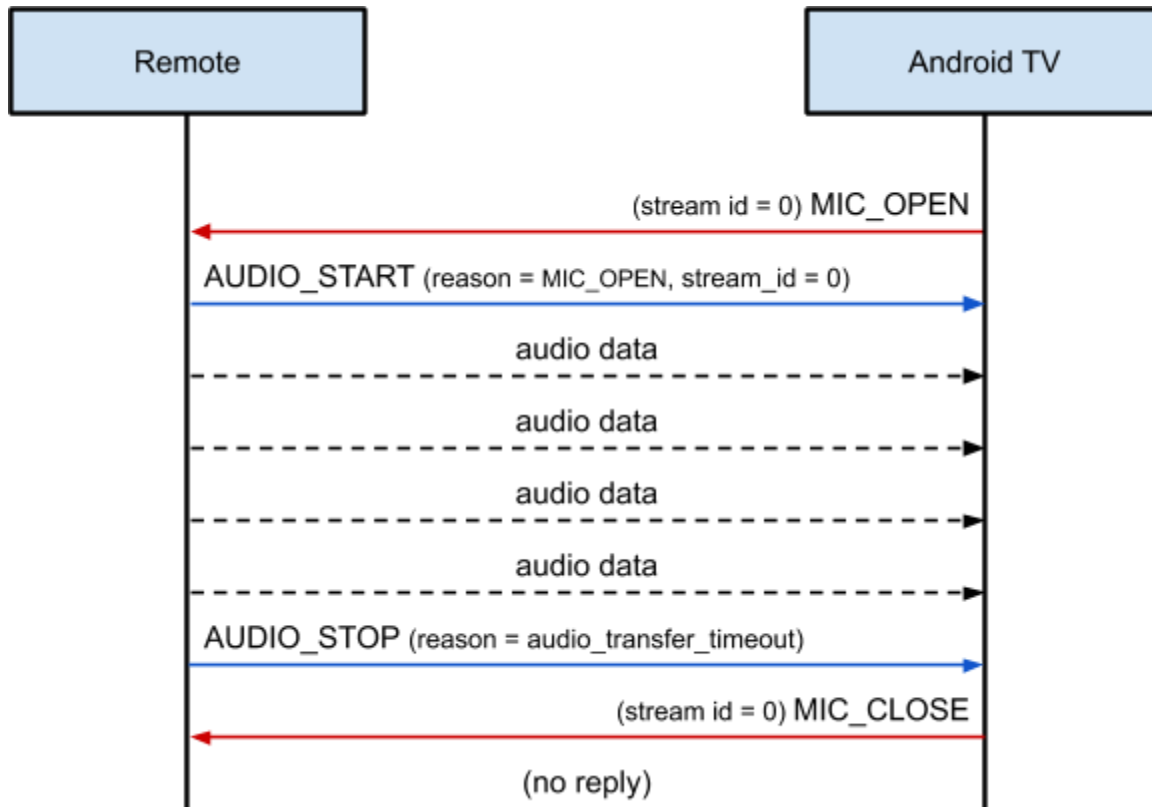 Remote
Android TV
(stream id = 0) MIC_OPEN
AUDIO_START (reason = MIC_OPEN, stream_id = 0)
audio data
audio data
audio data
audio data
AUDIO_STOP (reason = audio_transfer_timeout)
(stream id = 0) MIC_CLOSE
(no reply)